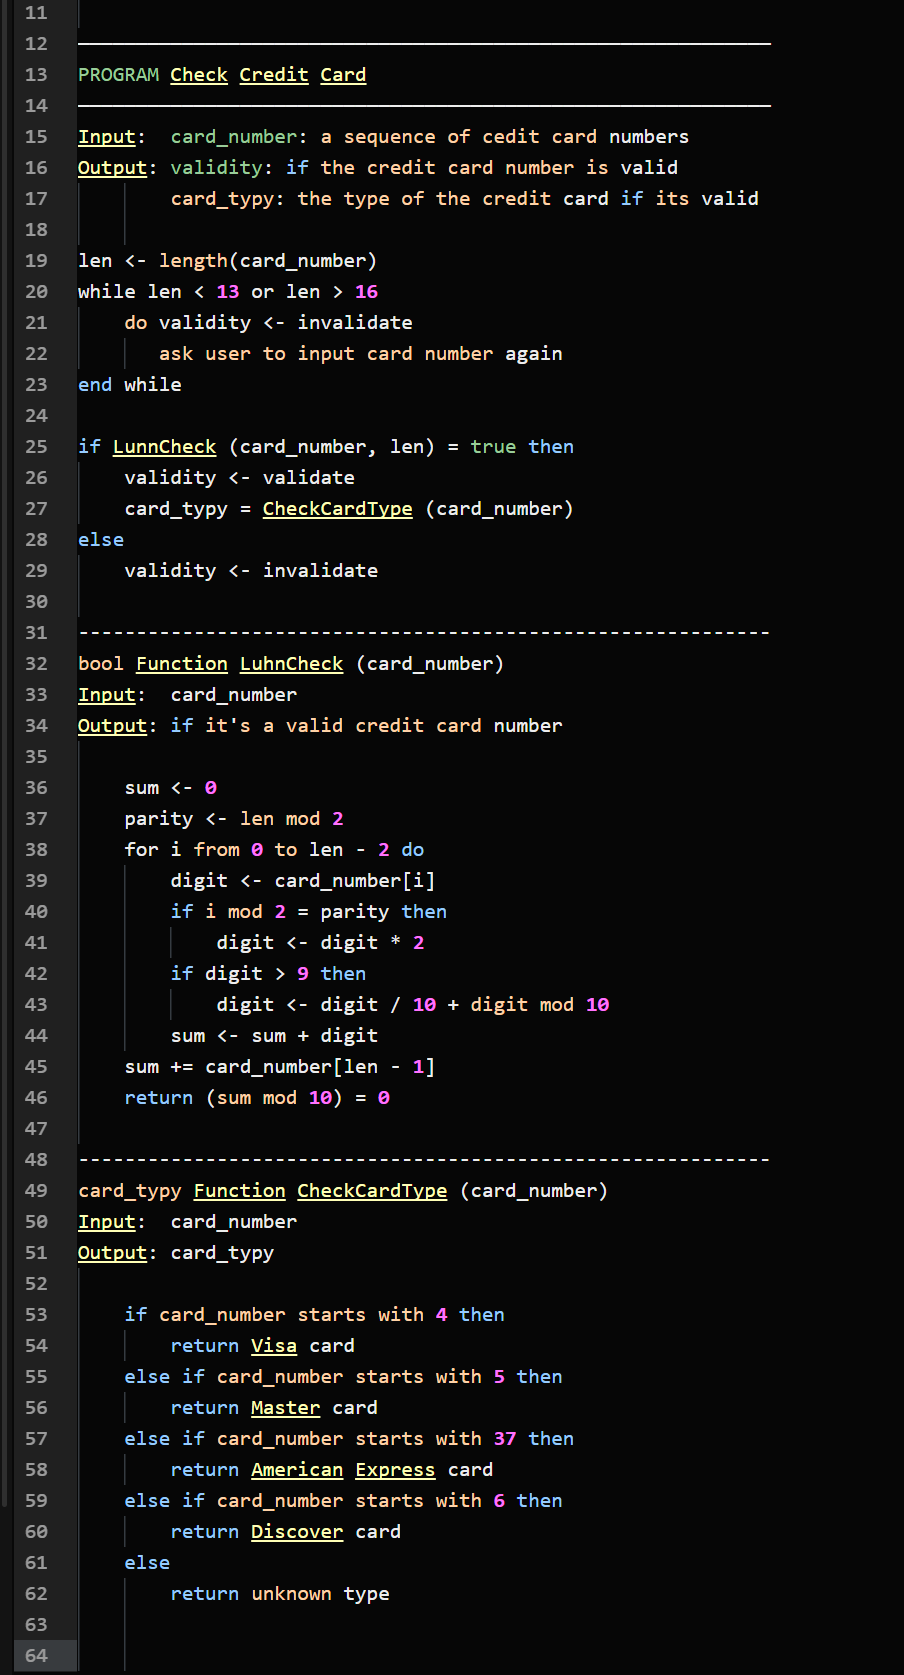 11
12 ————————————————————————————————————————————————————————————
13 PROGRAM Check Credit Card
14 ————————————————————————————————————————————————————————————
15 Input:  card_number: a sequence of cedit card numbers
16 Output: validity: if the credit card number is valid
17         card_typy: the type of the credit card if its valid
18
19 len <- length(card_number)
20 while len < 13 or len > 16
21     do validity <- invalidate
22        ask user to input card number again
23 end while
24
25 if LunnCheck (card_number, len) = true then
26     validity <- validate
27     card_typy = CheckCardType (card_number)
28 else
29     validity <- invalidate
30
31 ------------------------------------------------------------
32 bool Function LuhnCheck (card_number)
33 Input:  card_number
34 Output: if it's a valid credit card number
35
36     sum <- 0
37     parity <- len mod 2
38     for i from 0 to len - 2 do
39         digit <- card_number[i]
40         if i mod 2 = parity then
41             digit <- digit * 2
42         if digit > 9 then
43             digit <- digit / 10 + digit mod 10
44         sum <- sum + digit
45     sum += card_number[len - 1]
46     return (sum mod 10) = 0
47
48 ------------------------------------------------------------
49 card_typy Function CheckCardType (card_number)
50 Input:  card_number
51 Output: card_typy
52
53     if card_number starts with 4 then
54         return Visa card
55     else if card_number starts with 5 then
56         return Master card
57     else if card_number starts with 37 then
58         return American Express card
59     else if card_number starts with 6 then
60         return Discover card
61     else
62         return unknown type
63
64